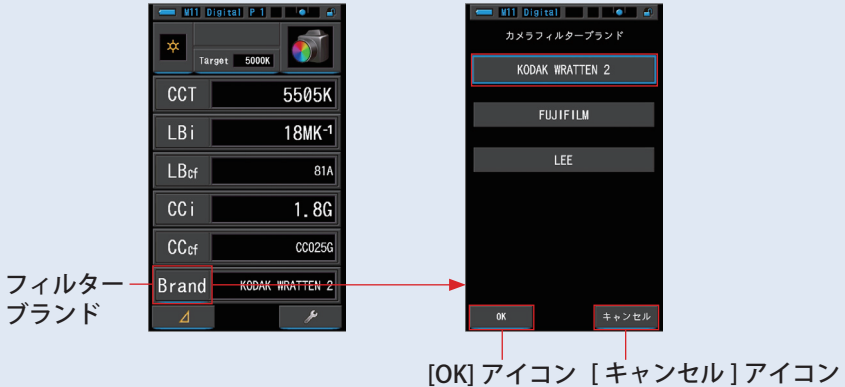 M11 Digital P 1
Target 5000K
CCT 5505K
LBi 18MK⁻¹
LBcf 81A
CCi 1.8G
CCcf CC025G
Brand KODAK WRATTEN 2
フィルター
ブランド
M11 Digital
カメラフィルターブランド
KODAK WRATTEN 2
FUJIFILM
LEE
OK キャンセル
[OK] アイコン [ キャンセル ] アイコン